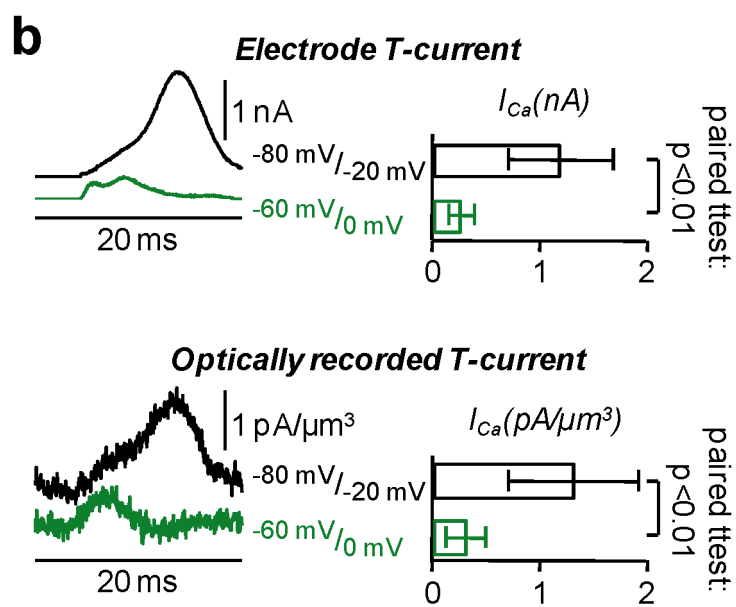 b
Electrode T-current
1 nA
-80 mV/-20 mV
-60 mV/0 mV
20 ms
I_Ca(nA)
0 1 2
paired ttest:
p<0.01
Optically recorded T-current
1 pA/µm³
-80 mV/-20 mV
-60 mV/0 mV
20 ms
I_Ca(pA/µm³)
0 1 2
paired ttest:
p<0.01